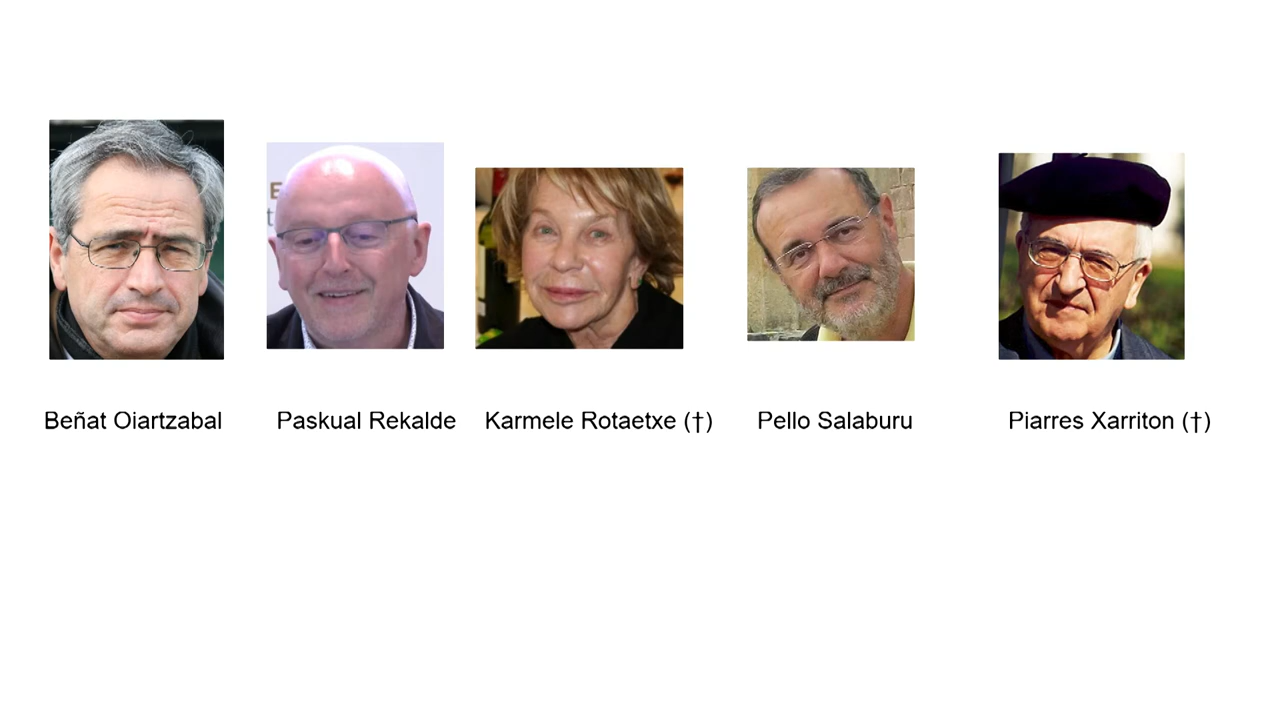 Beñat Oiartzabal
Paskual Rekalde
Karmele Rotaetxe (†)
Pello Salaburu
Piarres Xarriton (†)